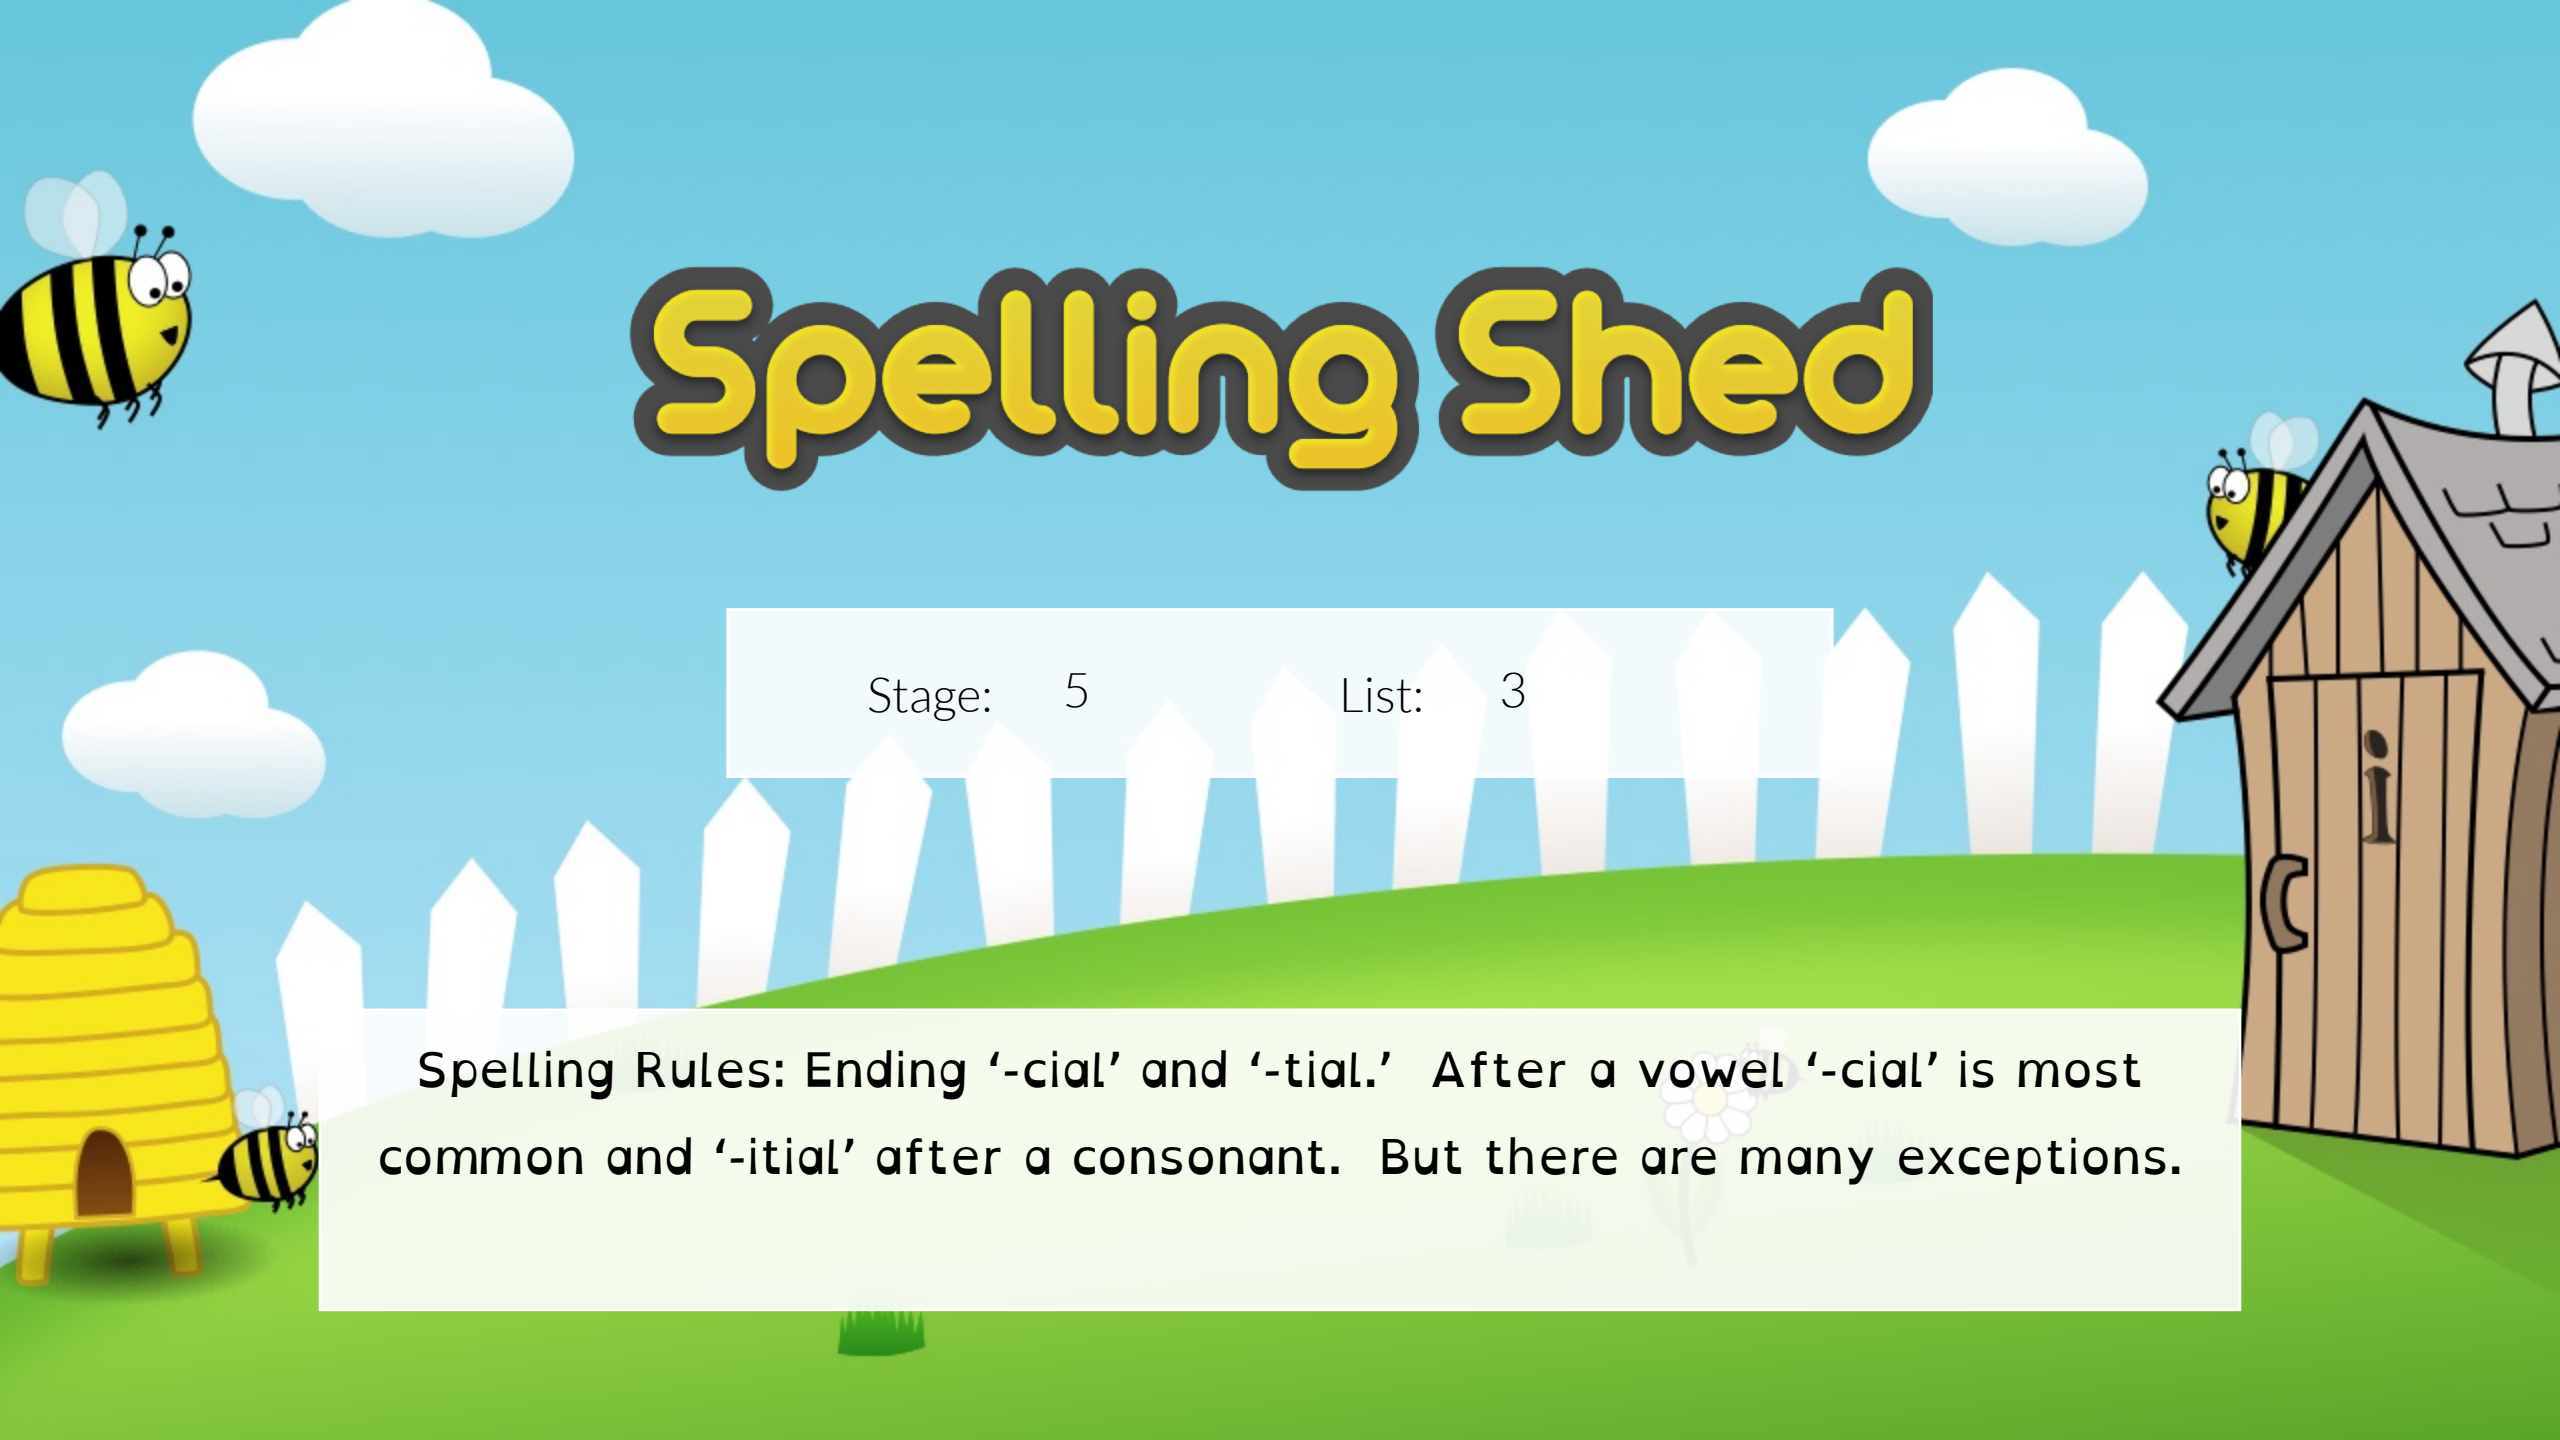 Spelling Shed
Stage: 5 List: 3
Spelling Rules: Ending ‘-cial’ and ‘-tial.’ After a vowel ‘-cial’ is most
common and ‘-itial’ after a consonant. But there are many exceptions.
i